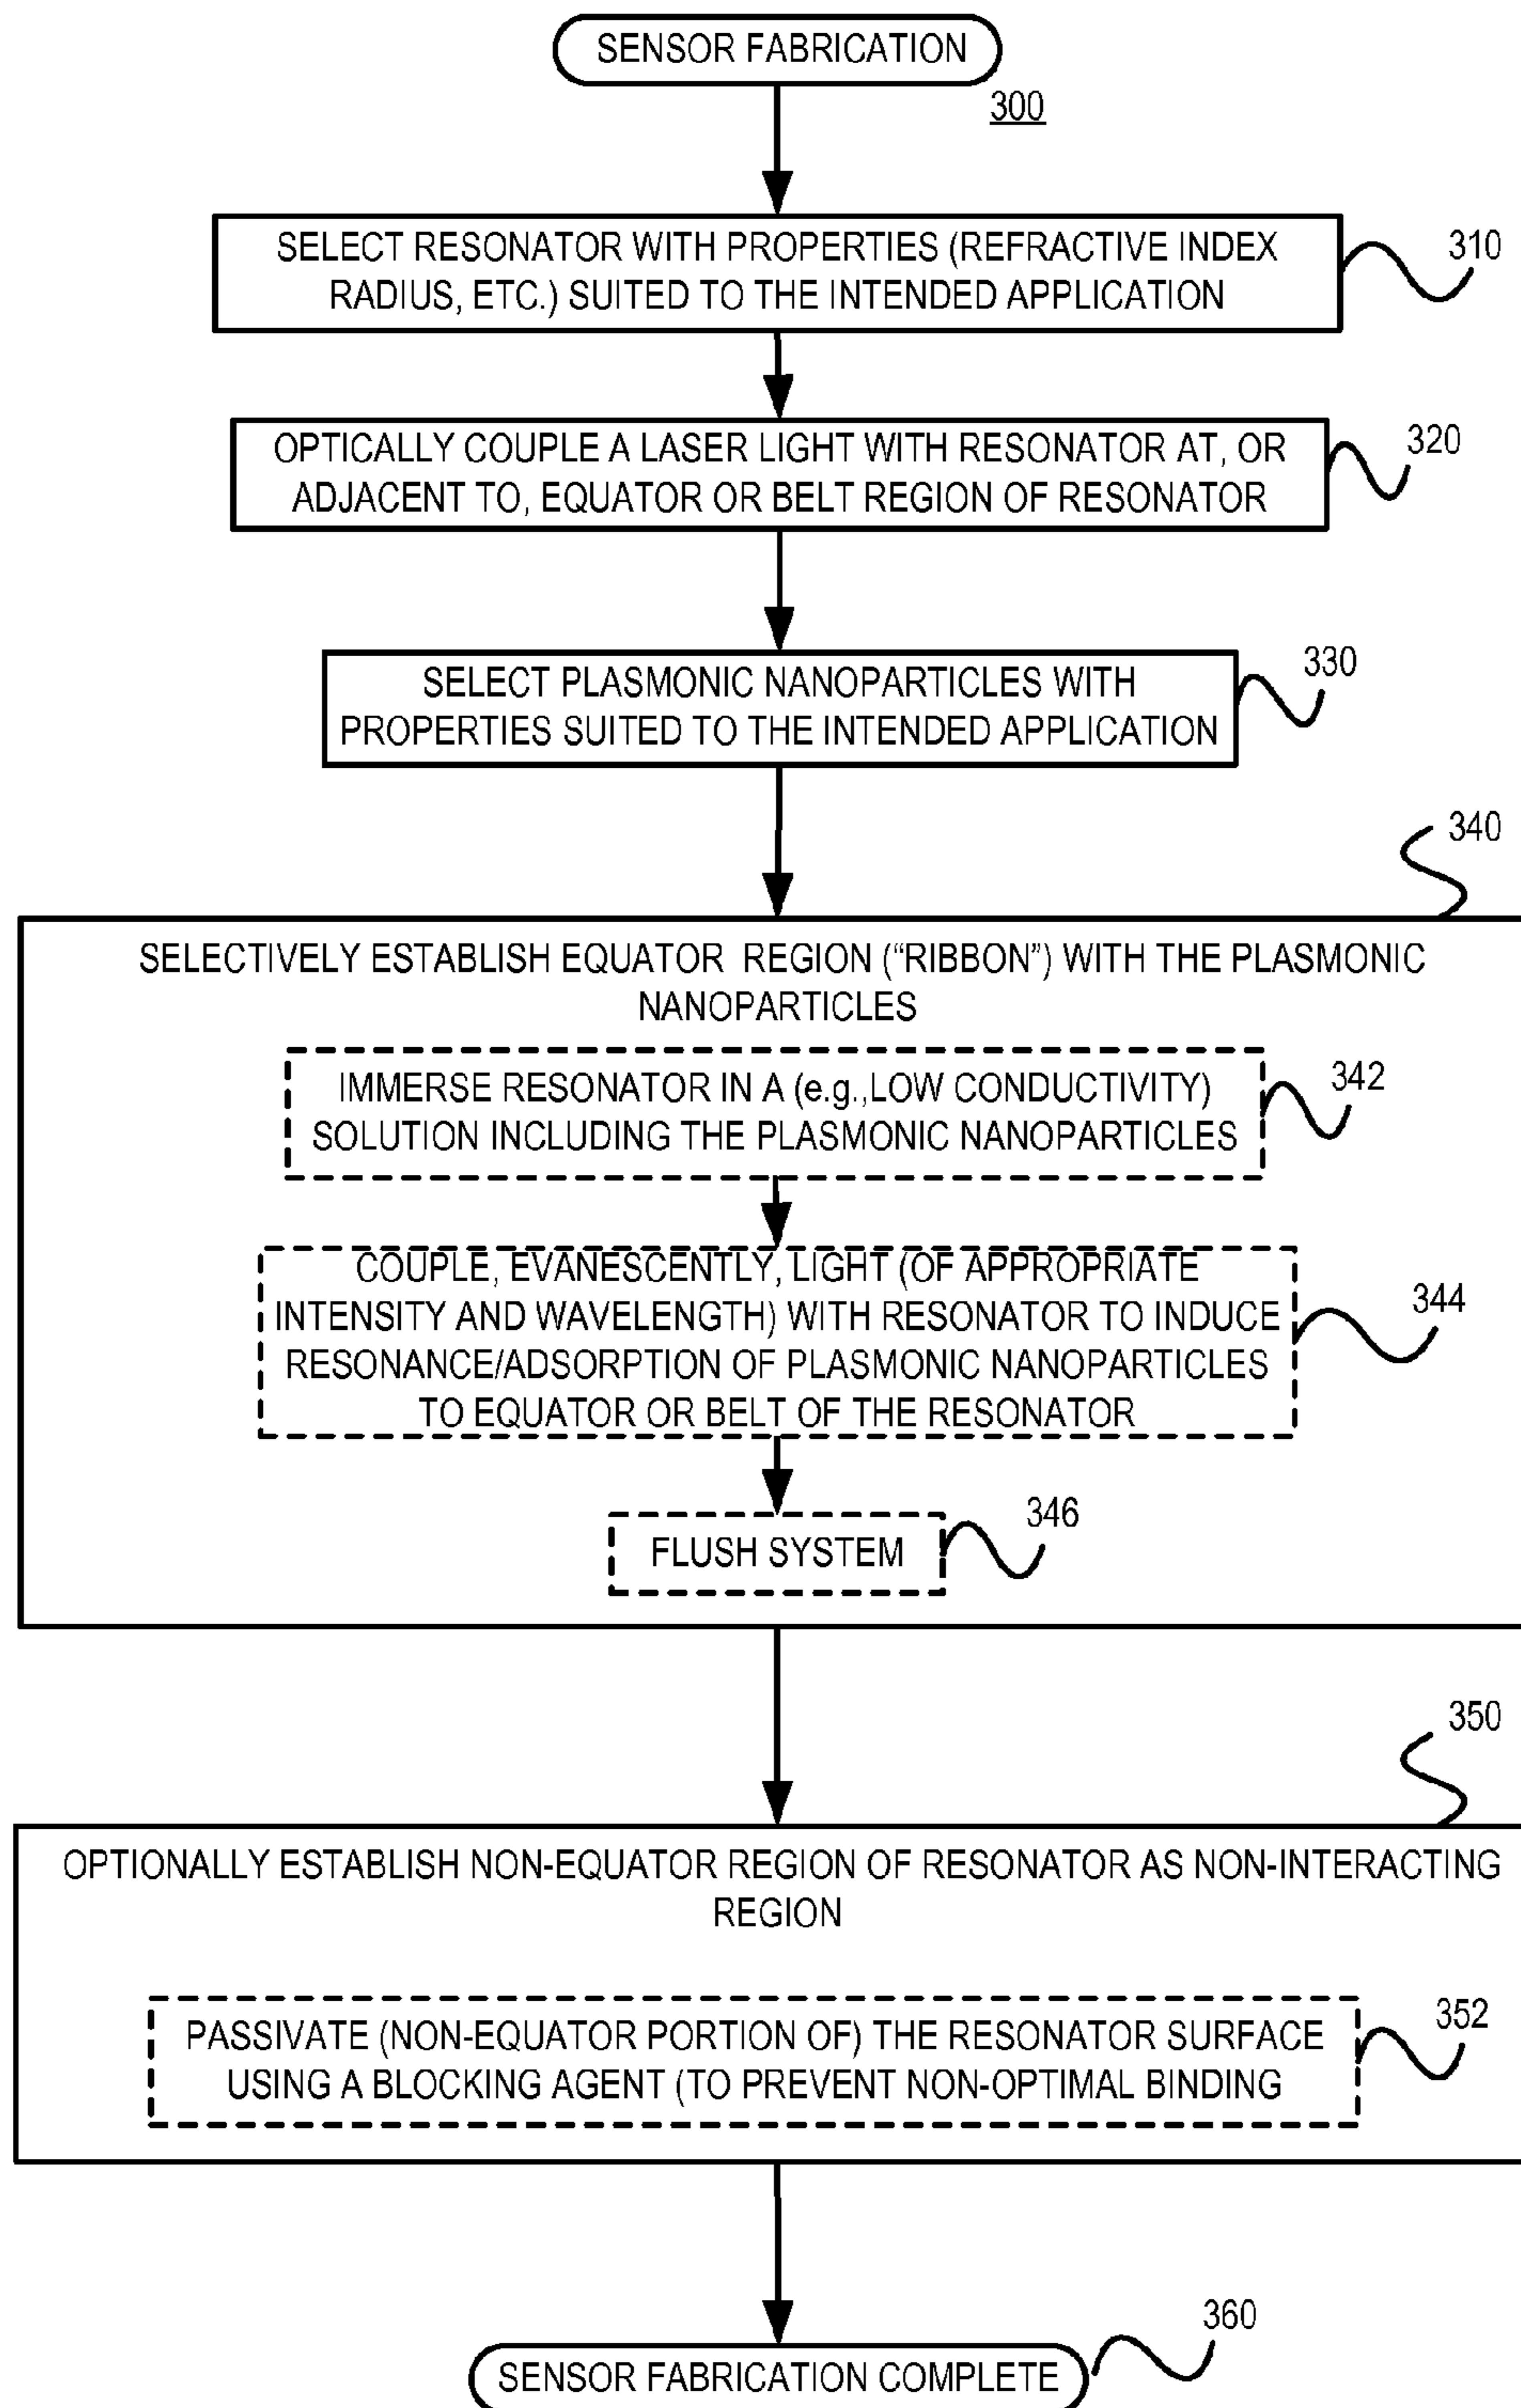 SENSOR FABRICATION
300
SELECT RESONATOR WITH PROPERTIES (REFRACTIVE INDEX
RADIUS, ETC.) SUITED TO THE INTENDED APPLICATION
310
OPTICALLY COUPLE A LASER LIGHT WITH RESONATOR AT, OR
ADJACENT TO, EQUATOR OR BELT REGION OF RESONATOR
320
SELECT PLASMONIC NANOPARTICLES WITH
PROPERTIES SUITED TO THE INTENDED APPLICATION
330
340
SELECTIVELY ESTABLISH EQUATOR REGION (“RIBBON”) WITH THE PLASMONIC
NANOPARTICLES
IMMERSE RESONATOR IN A (e.g.,LOW CONDUCTIVITY)
SOLUTION INCLUDING THE PLASMONIC NANOPARTICLES
342
COUPLE, EVANESCENTLY, LIGHT (OF APPROPRIATE
INTENSITY AND WAVELENGTH) WITH RESONATOR TO INDUCE
RESONANCE/ADSORPTION OF PLASMONIC NANOPARTICLES
TO EQUATOR OR BELT OF THE RESONATOR
344
FLUSH SYSTEM
346
350
OPTIONALLY ESTABLISH NON-EQUATOR REGION OF RESONATOR AS NON-INTERACTING
REGION
PASSIVATE (NON-EQUATOR PORTION OF) THE RESONATOR SURFACE
USING A BLOCKING AGENT (TO PREVENT NON-OPTIMAL BINDING
352
360
SENSOR FABRICATION COMPLETE